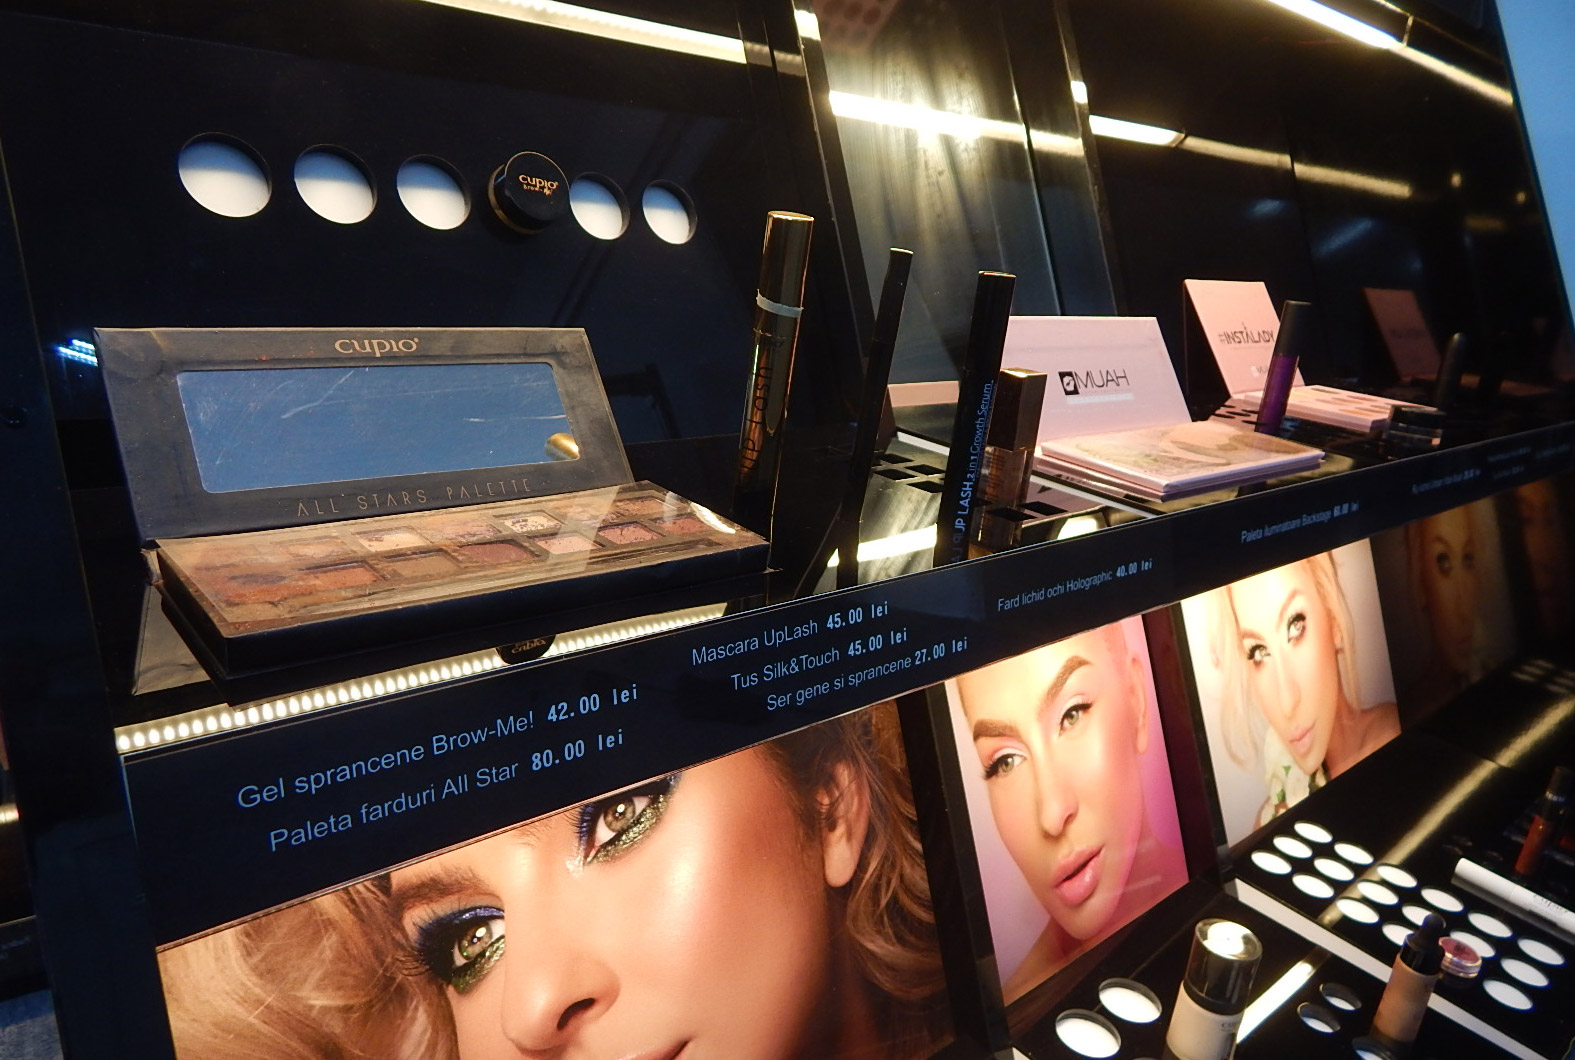 cupio
Brow-Me!
cupio
ALL STARS PALETTE
UP LASH 2 in 1 Growth Serum
MUAH
#INSTALADY
Gel sprancene Brow-Me! 42.00 lei
Paleta farduri All Star 80.00 lei
Mascara UpLash 45.00 lei
Tus Silk&Touch 45.00 lei
Ser gene si sprancene 27.00 lei
Fard lichid ochi Holographic 40.00 lei
Paleta iluminatoare Backstage 60.00 lei